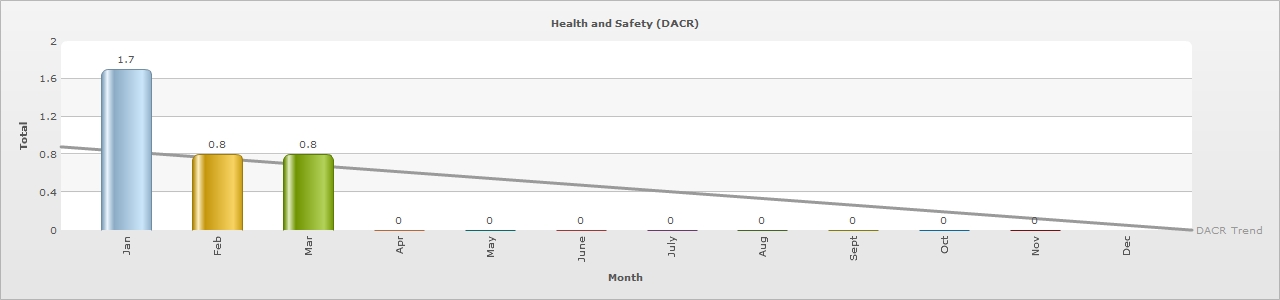 Health and Safety (DACR)
Total
2
1.6
1.2
0.8
0.4
0
1.7
0.8
0.8
0
0
0
0
0
0
0
0
DACR Trend
Jan
Feb
Mar
Apr
May
June
July
Aug
Sept
Oct
Nov
Dec
Month